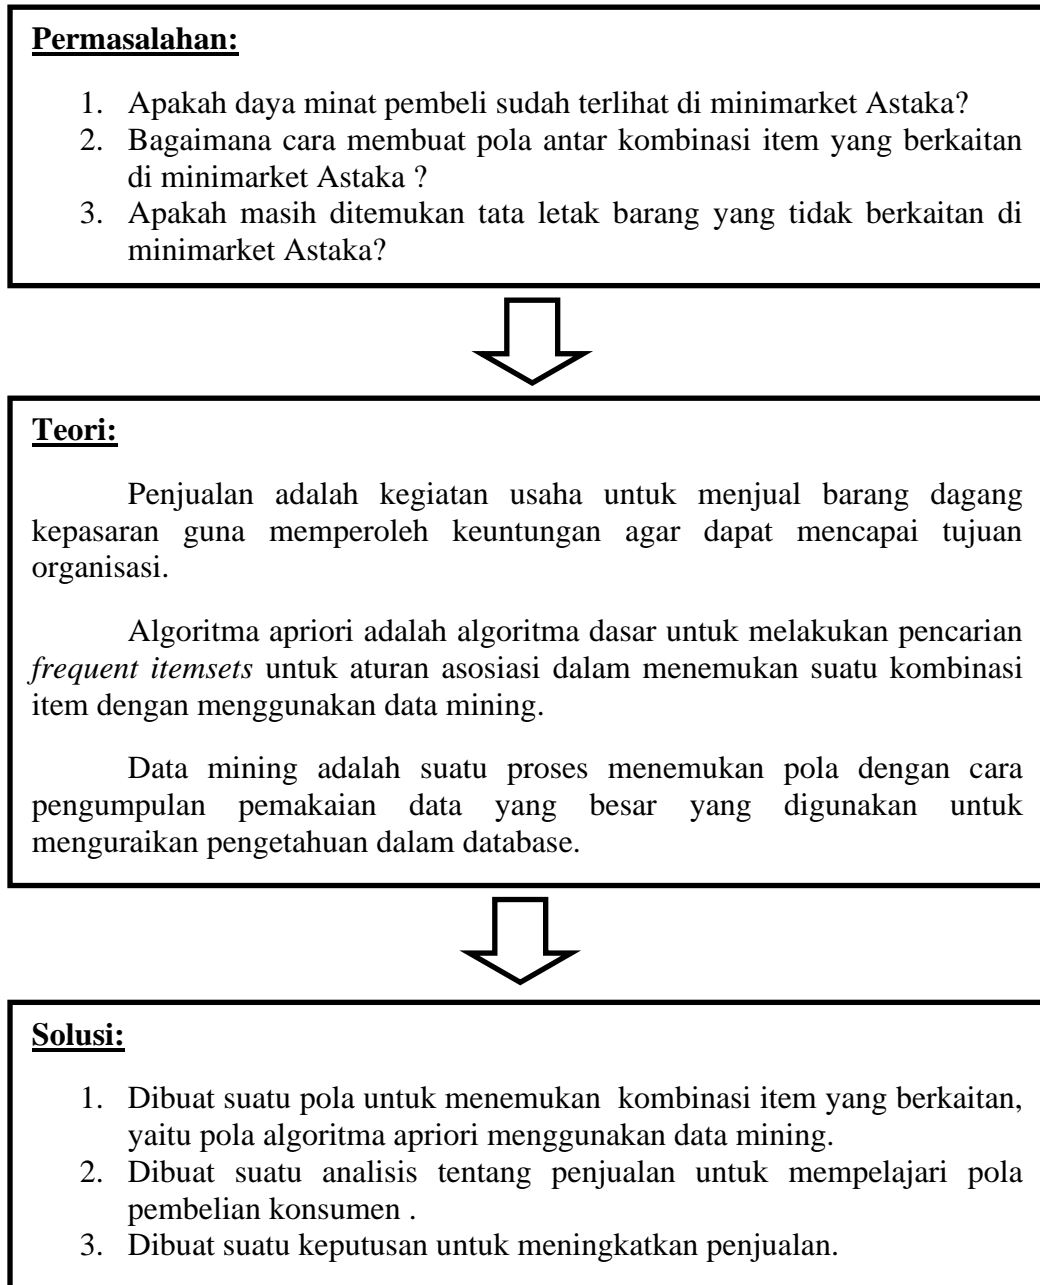 Permasalahan:
1. Apakah daya minat pembeli sudah terlihat di minimarket Astaka?
2. Bagaimana cara membuat pola antar kombinasi item yang berkaitan
di minimarket Astaka ?
3. Apakah masih ditemukan tata letak barang yang tidak berkaitan di
minimarket Astaka?
Teori:
Penjualan adalah kegiatan usaha untuk menjual barang dagang
kepasaran guna memperoleh keuntungan agar dapat mencapai tujuan
organisasi.
Algoritma apriori adalah algoritma dasar untuk melakukan pencarian
frequent itemsets untuk aturan asosiasi dalam menemukan suatu kombinasi
item dengan menggunakan data mining.
Data mining adalah suatu proses menemukan pola dengan cara
pengumpulan pemakaian data yang besar yang digunakan untuk
menguraikan pengetahuan dalam database.
Solusi:
1. Dibuat suatu pola untuk menemukan  kombinasi item yang berkaitan,
yaitu pola algoritma apriori menggunakan data mining.
2. Dibuat suatu analisis tentang penjualan untuk mempelajari pola
pembelian konsumen .
3. Dibuat suatu keputusan untuk meningkatkan penjualan.